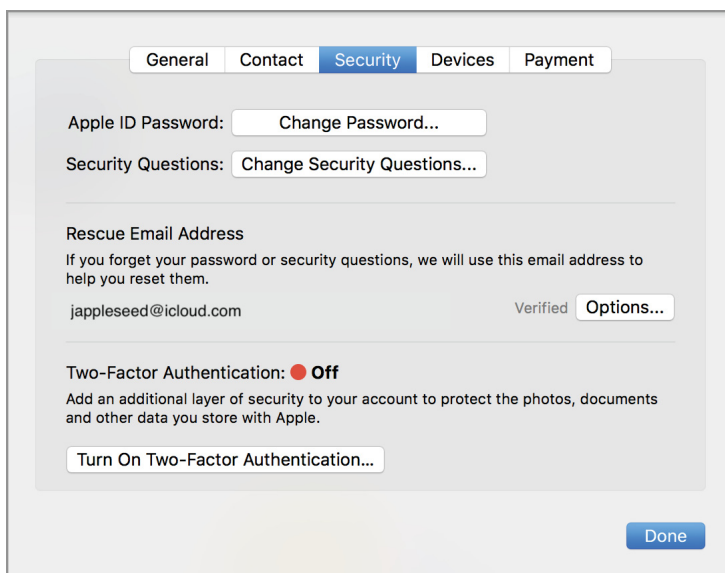 General Contact Security Devices Payment
Apple ID Password: Change Password...
Security Questions: Change Security Questions...
Rescue Email Address
If you forget your password or security questions, we will use this email address to
help you reset them.
jappleseed@icloud.com Verified Options...
Two-Factor Authentication: Off
Add an additional layer of security to your account to protect the photos, documents
and other data you store with Apple.
Turn On Two-Factor Authentication...
Done